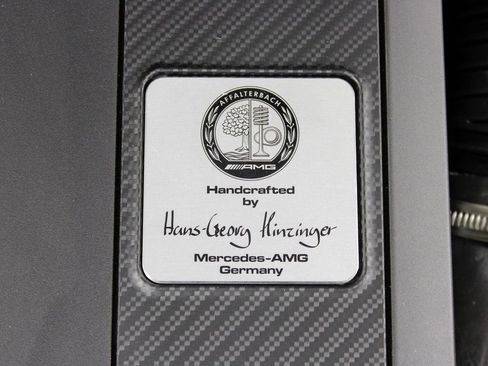 AFFALTERBACH
AMG
Handcrafted
by
Hans-Georg Hinzinger
Mercedes-AMG
Germany